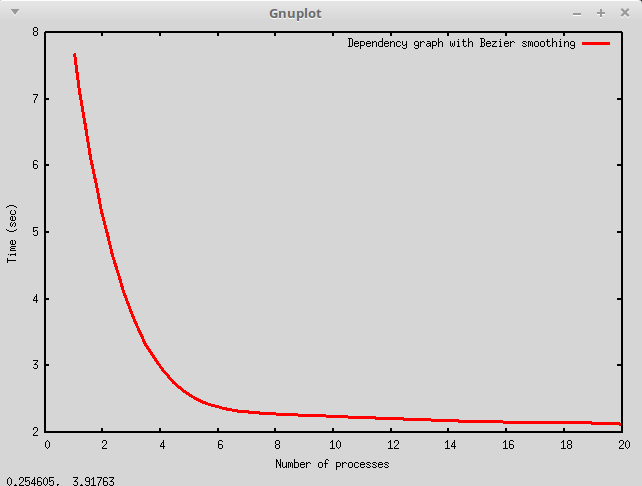 Gnuplot
Dependency graph with Bezier smoothing
8
7
6
5
4
3
2
Time (sec)
0 2 4 6 8 10 12 14 16 18 20
Number of processes
0.254605, 3.91763